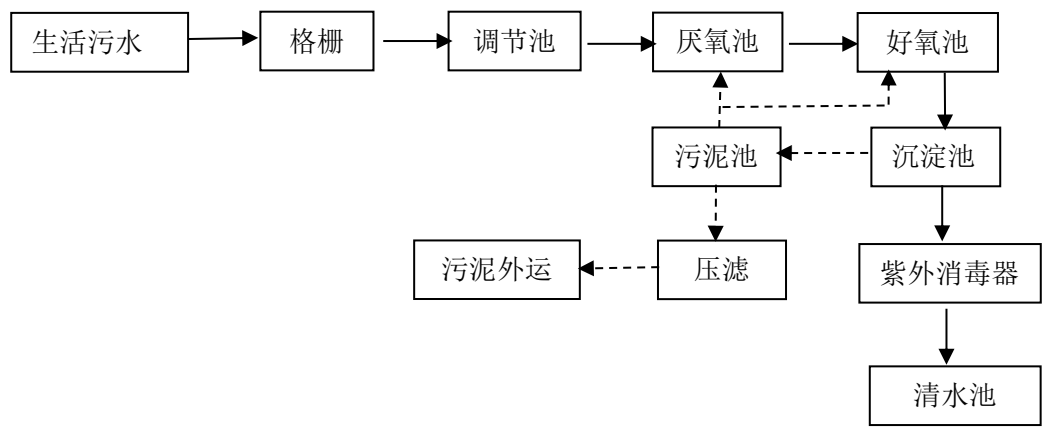 生活污水
格栅
调节池
厌氧池
好氧池
污泥池
沉淀池
污泥外运
压滤
紫外消毒器
清水池